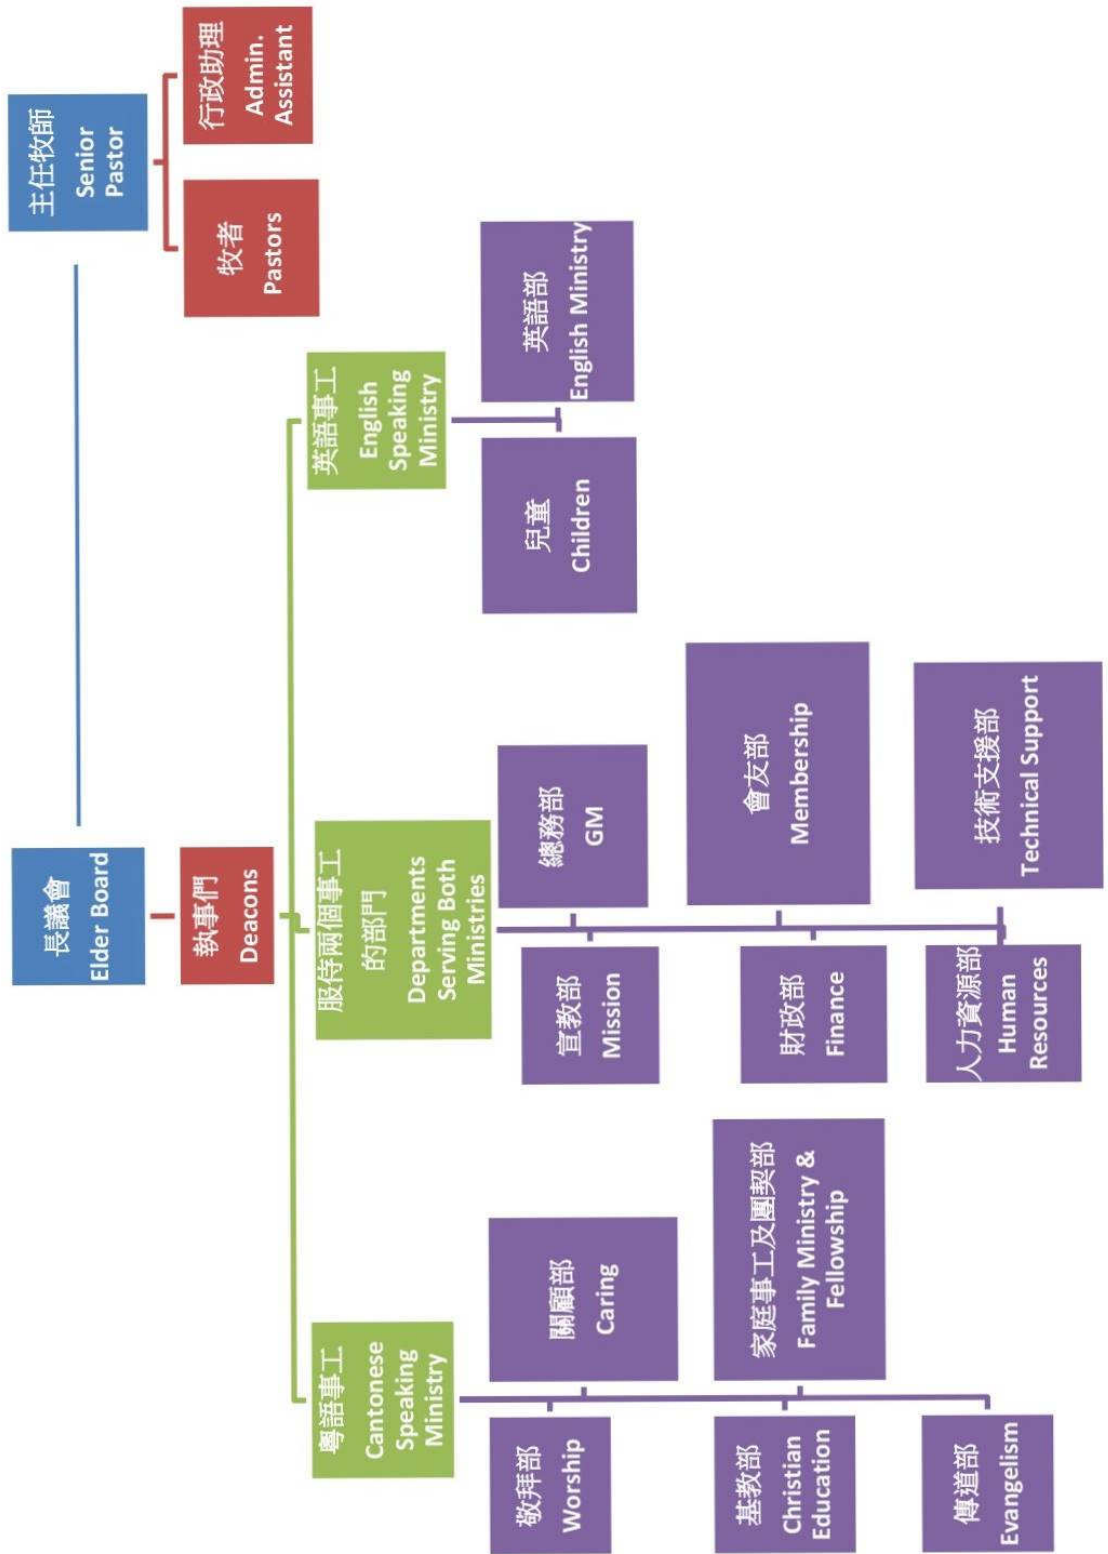 長議會
Elder Board
主任牧師
Senior
Pastor
執事們
Deacons
牧者
Pastors
行政助理
Admin.
Assistant
粵語事工
Cantonese
Speaking
Ministry
服侍兩個事工
的部門
Departments
Serving Both
Ministries
英語事工
English
Speaking
Ministry
敬拜部
Worship
關顧部
Caring
基教部
Christian
Education
家庭事工及團契部
Family Ministry &
Fellowship
傳道部
Evangelism
宣教部
Mission
總務部
GM
財政部
Finance
會友部
Membership
人力資源部
Human
Resources
技術支援部
Technical Support
兒童
Children
英語部
English Ministry